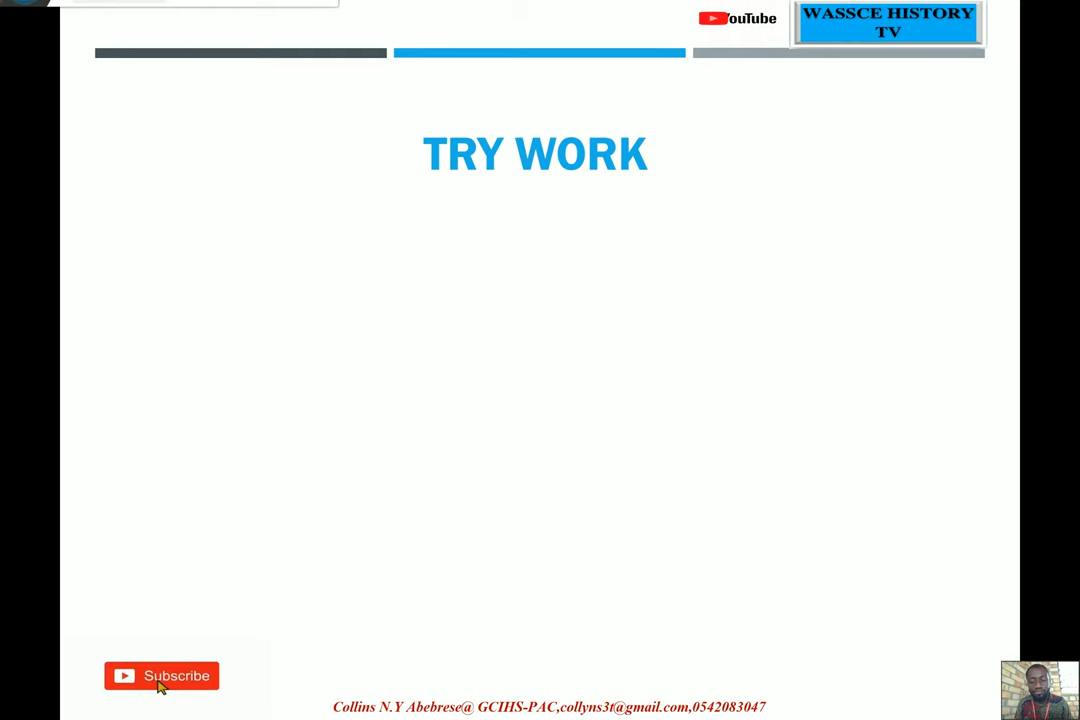 YouTube
WASSCE HISTORY
TV
TRY WORK
Subscribe
Collins N.Y Abebrese@ GCIHS-PAC,collyns3t@gmail.com,0542083047